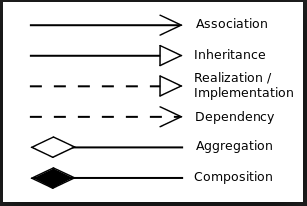 Association
Inheritance
Realization /
Implementation
Dependency
Aggregation
Composition